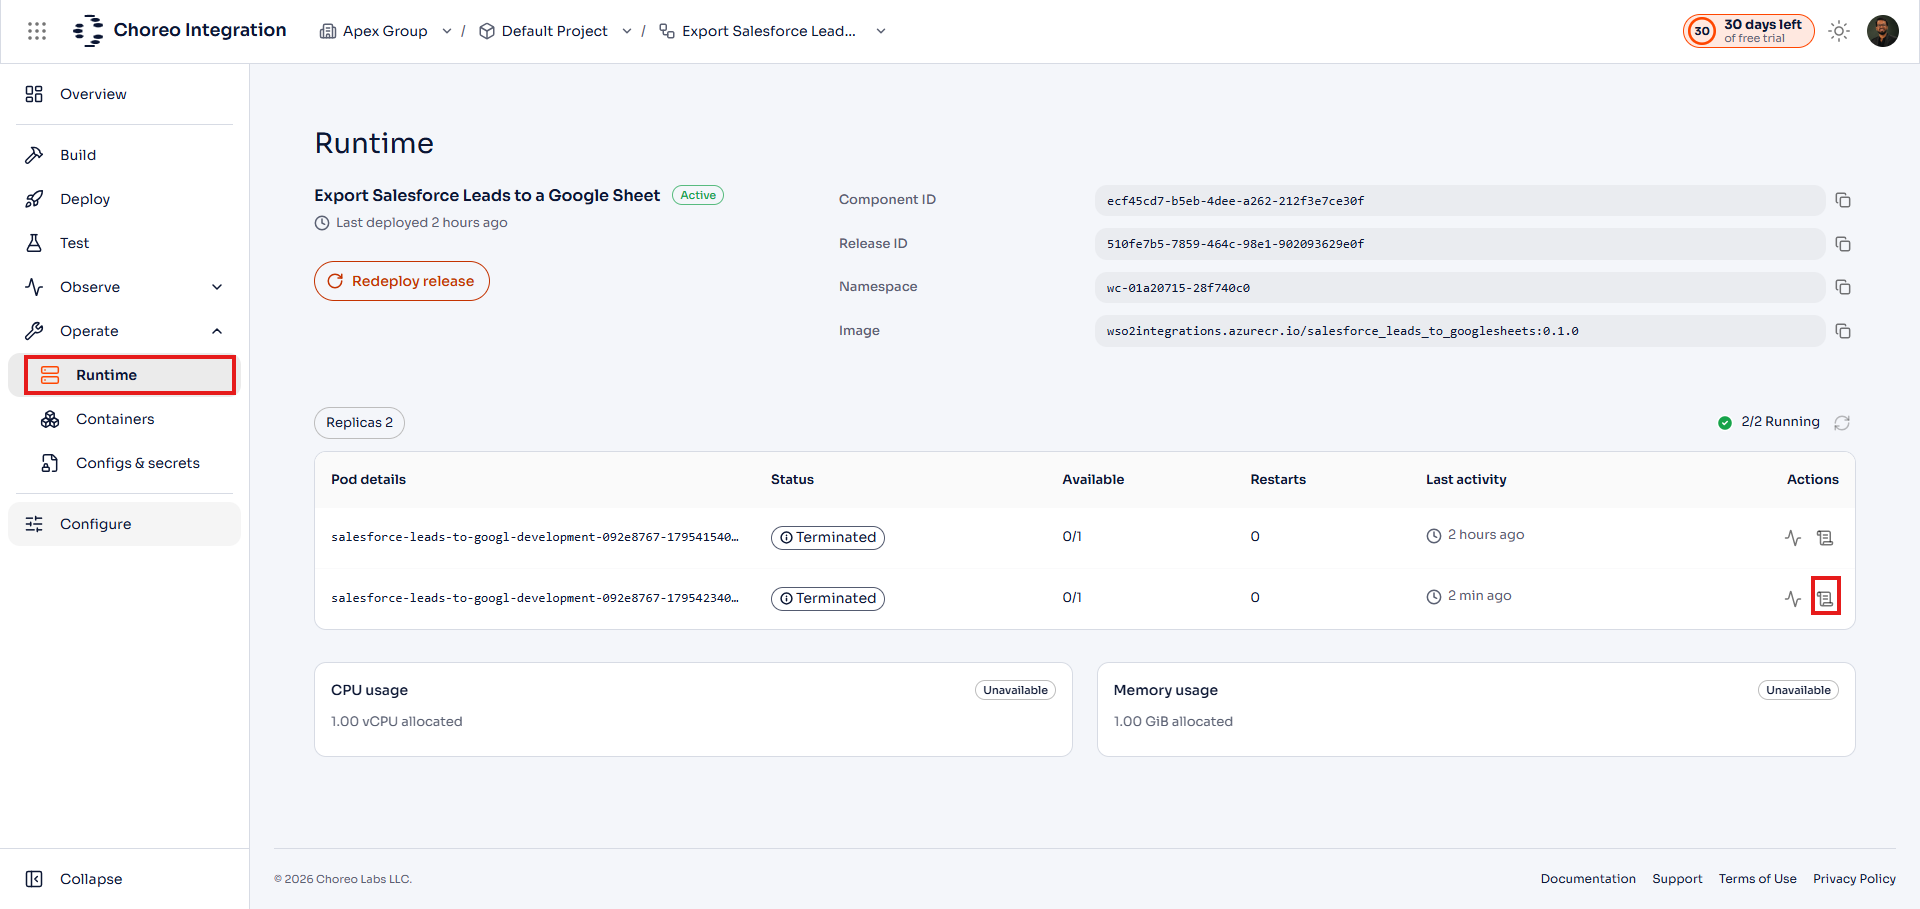 Choreo Integration
Apex Group
/
Default Project
/
Export Salesforce Lead...
30
30 days left
of free trial
Overview
Build
Deploy
Test
Observe
Operate
Runtime
Containers
Configs & secrets
Configure
Collapse
Runtime
Export Salesforce Leads to a Google Sheet
Active
Last deployed 2 hours ago
Redeploy release
Component ID
ecf45cd7-b5eb-4dee-a262-212f3e7ce30f
Release ID
510fe7b5-7859-464c-98e1-902093629e0f
Namespace
wc-01a20715-28f740c0
Image
wso2integrations.azurecr.io/salesforce_leads_to_googlesheets:0.1.0
Replicas 2
2/2 Running
Pod details Status Available Restarts Last activity Actions
salesforce-leads-to-googl-development-092e8767-179541540… Terminated 0/1 0 2 hours ago
salesforce-leads-to-googl-development-092e8767-179542340… Terminated 0/1 0 2 min ago
CPU usage
Unavailable
1.00 vCPU allocated
Memory usage
Unavailable
1.00 GiB allocated
© 2026 Choreo Labs LLC.
Documentation Support Terms of Use Privacy Policy